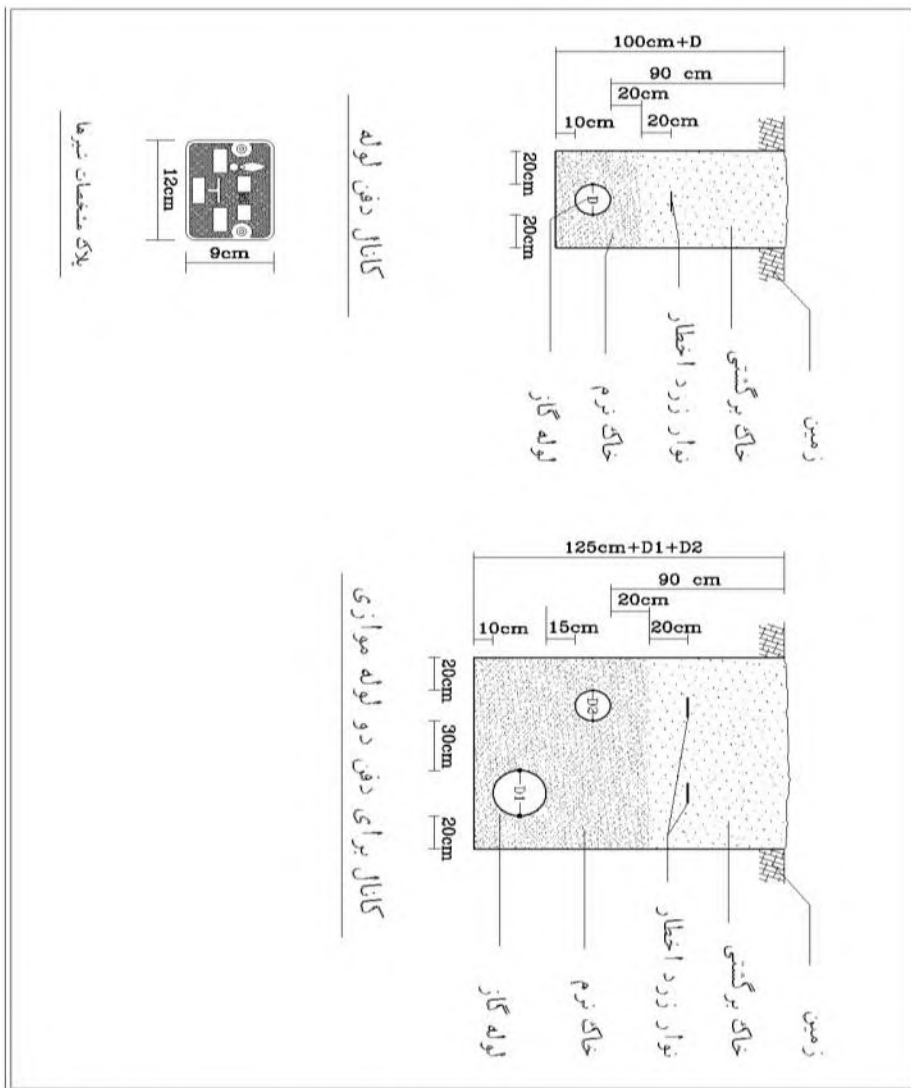 100cm+D
90 cm
20cm
10cm
20cm
20cm
20cm
D
زمین
خاک برگشتی
نوار زرد اخطار
خاک نرم
لوله گاز
کانال دفن لوله
12cm
9cm
پلاک مشخصات شیرها
125cm+D1+D2
90 cm
20cm
10cm
15cm
20cm
20cm
30cm
20cm
D2
D1
زمین
خاک برگشتی
نوار زرد اخطار
خاک نرم
لوله گاز
کانال برای دفن دو لوله موازی